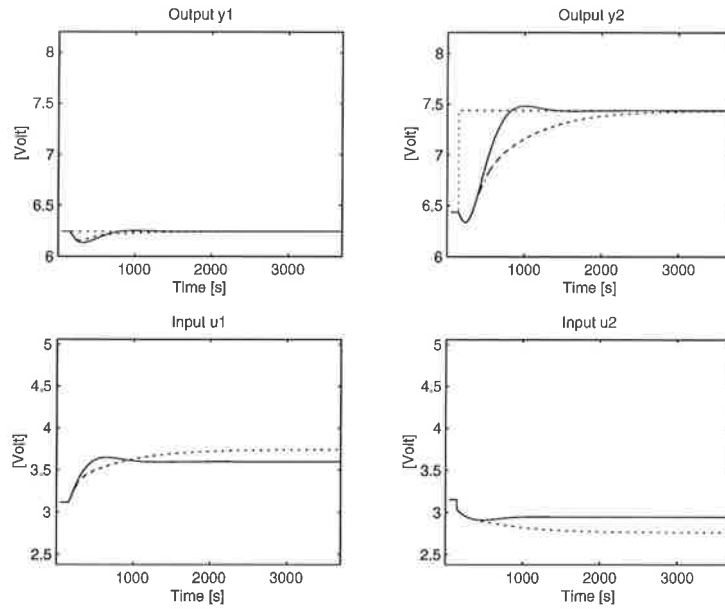 Output y1
8
7.5
[Volt]
7
6.5
6
1000 2000 3000
Time [s]
Output y2
8
7.5
[Volt]
7
6.5
6
1000 2000 3000
Time [s]
Input u1
5
4.5
[Volt]
4
3.5
3
2.5
1000 2000 3000
Time [s]
Input u2
5
4.5
[Volt]
4
3.5
3
2.5
1000 2000 3000
Time [s]